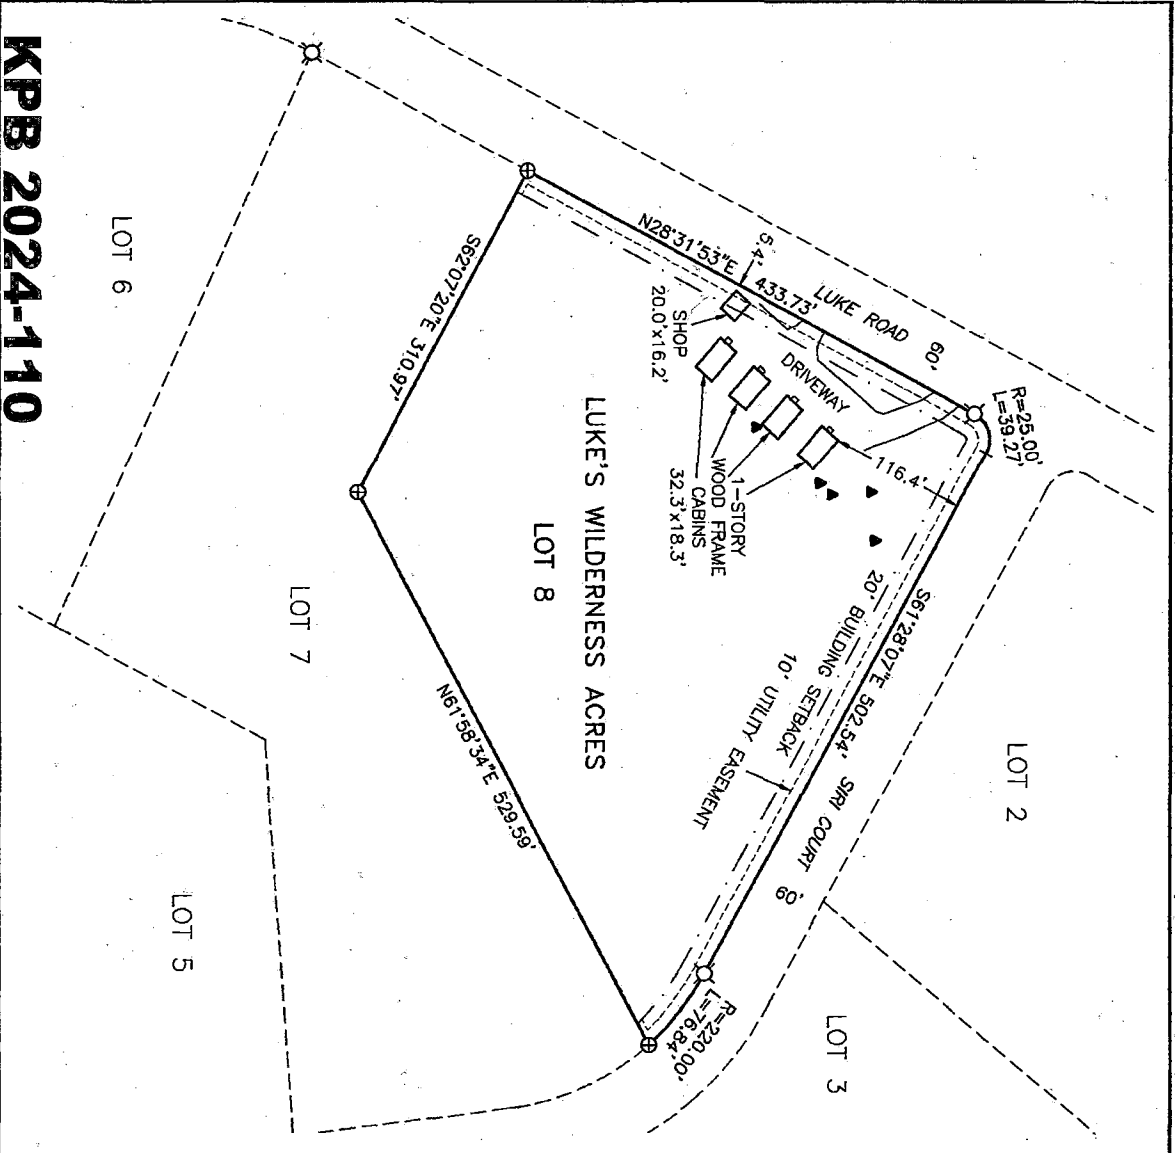 KPB 2024-110
LOT 6
LOT 7
LOT 5
LOT 2
LOT 3
LUKE'S WILDERNESS ACRES
LOT 8
LUKE ROAD
60'
N28°31'53"E
433.73'
5.4'
SHOP
20.0'x16.2'
DRIVEWAY
1-STORY
WOOD FRAME
CABINS
32.3'x18.3'
116.4'
R=25.00'
L=39.27'
S61°28'07"E 502.54'
SIRI COURT
60'
20' BUILDING SETBACK
10' UTILITY EASEMENT
R=220.00'
L=76.84'
N61°58'34"E 529.59'
S62°07'20"E 310.97'